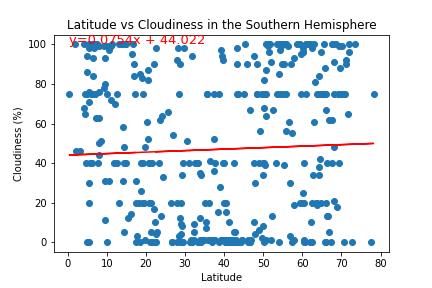 Latitude vs Cloudiness in the Southern Hemisphere
y=0.0754x + 44.022
100
80
60
40
20
0
Cloudiness (%)
0 10 20 30 40 50 60 70 80
Latitude